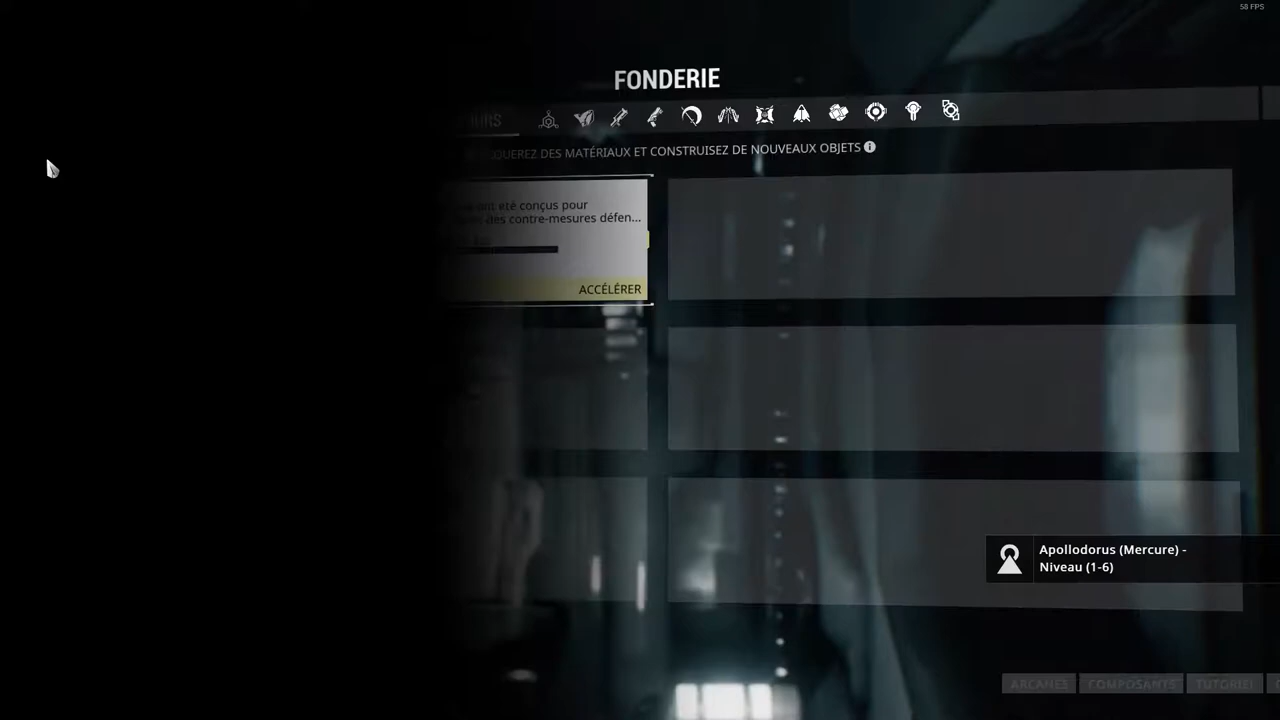 58 FPS
FONDERIE
DES MATÉRIAUX ET CONSTRUISEZ DE NOUVEAUX OBJETS
ont été conçus pour
des contre-mesures défen...
ACCÉLÉRER
Apollodorus (Mercure) -
Niveau (1-6)
ARCANES COMPOSANTS TUTORIEL